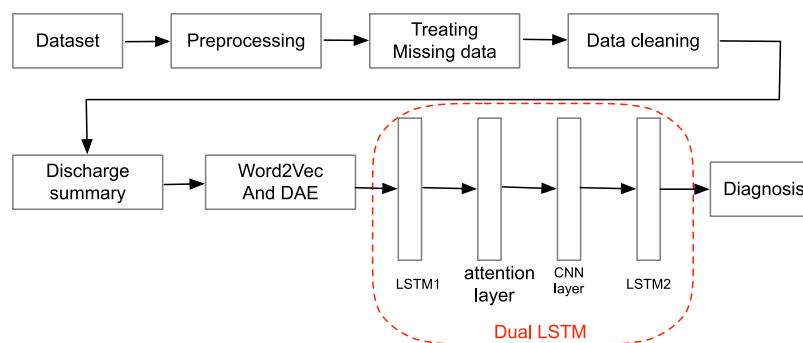 Dataset
Preprocessing
Treating
Missing data
Data cleaning
Discharge
summary
Word2Vec
And DAE
LSTM1
attention
layer
CNN
layer
LSTM2
Diagnosis
Dual LSTM